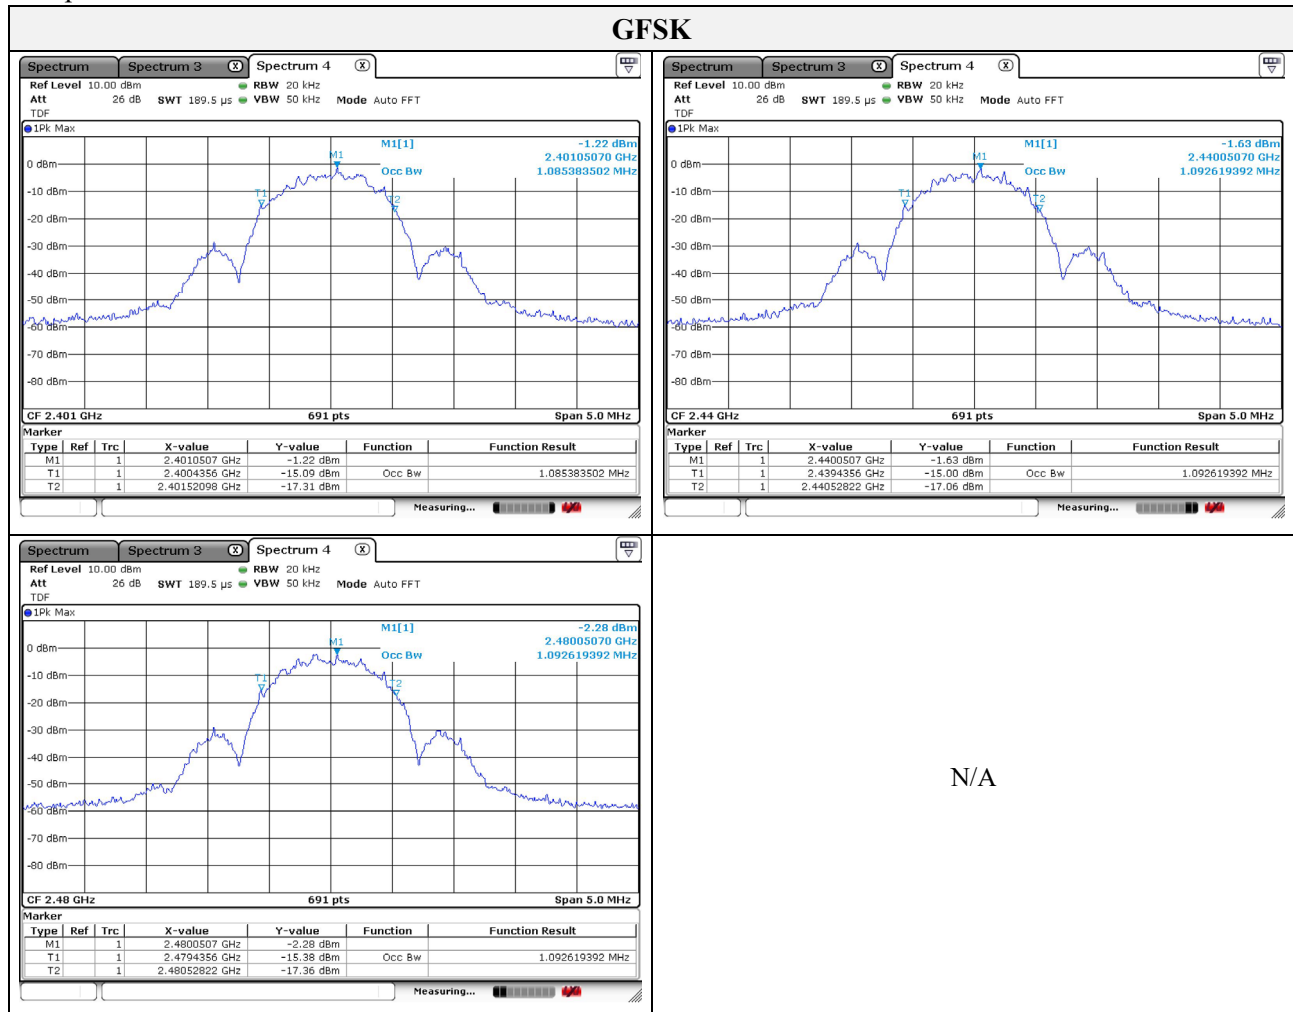 GFSK
Spectrum Spectrum 3 X Spectrum 4 X
Ref Level 10.00 dBm RBW 20 kHz
Att 26 dB SWT 189.5 µs VBW 50 kHz Mode Auto FFT
TDF
1Pk Max
M1[1] -1.22 dBm
2.40105070 GHz
Occ Bw 1.085383502 MHz
M1
T1
T2
0 dBm
-10 dBm
-20 dBm
-30 dBm
-40 dBm
-50 dBm
-60 dBm
-70 dBm
-80 dBm
CF 2.401 GHz 691 pts Span 5.0 MHz
Marker
Type Ref Trc X-value Y-value Function Function Result
M1 1 2.4010507 GHz -1.22 dBm
T1 1 2.4004356 GHz -15.09 dBm Occ Bw 1.085383502 MHz
T2 1 2.40152098 GHz -17.31 dBm
Measuring...
Spectrum Spectrum 3 X Spectrum 4 X
Ref Level 10.00 dBm RBW 20 kHz
Att 26 dB SWT 189.5 µs VBW 50 kHz Mode Auto FFT
TDF
1Pk Max
M1[1] -1.63 dBm
2.44005070 GHz
Occ Bw 1.092619392 MHz
M1
T1
T2
0 dBm
-10 dBm
-20 dBm
-30 dBm
-40 dBm
-50 dBm
-60 dBm
-70 dBm
-80 dBm
CF 2.44 GHz 691 pts Span 5.0 MHz
Marker
Type Ref Trc X-value Y-value Function Function Result
M1 1 2.4400507 GHz -1.63 dBm
T1 1 2.4394356 GHz -15.00 dBm Occ Bw 1.092619392 MHz
T2 1 2.44052822 GHz -17.06 dBm
Measuring...
Spectrum Spectrum 3 X Spectrum 4 X
Ref Level 10.00 dBm RBW 20 kHz
Att 26 dB SWT 189.5 µs VBW 50 kHz Mode Auto FFT
TDF
1Pk Max
M1[1] -2.28 dBm
2.48005070 GHz
Occ Bw 1.092619392 MHz
M1
T1
T2
0 dBm
-10 dBm
-20 dBm
-30 dBm
-40 dBm
-50 dBm
-60 dBm
-70 dBm
-80 dBm
CF 2.48 GHz 691 pts Span 5.0 MHz
Marker
Type Ref Trc X-value Y-value Function Function Result
M1 1 2.4800507 GHz -2.28 dBm
T1 1 2.4794356 GHz -15.38 dBm Occ Bw 1.092619392 MHz
T2 1 2.48052822 GHz -17.36 dBm
Measuring...
N/A